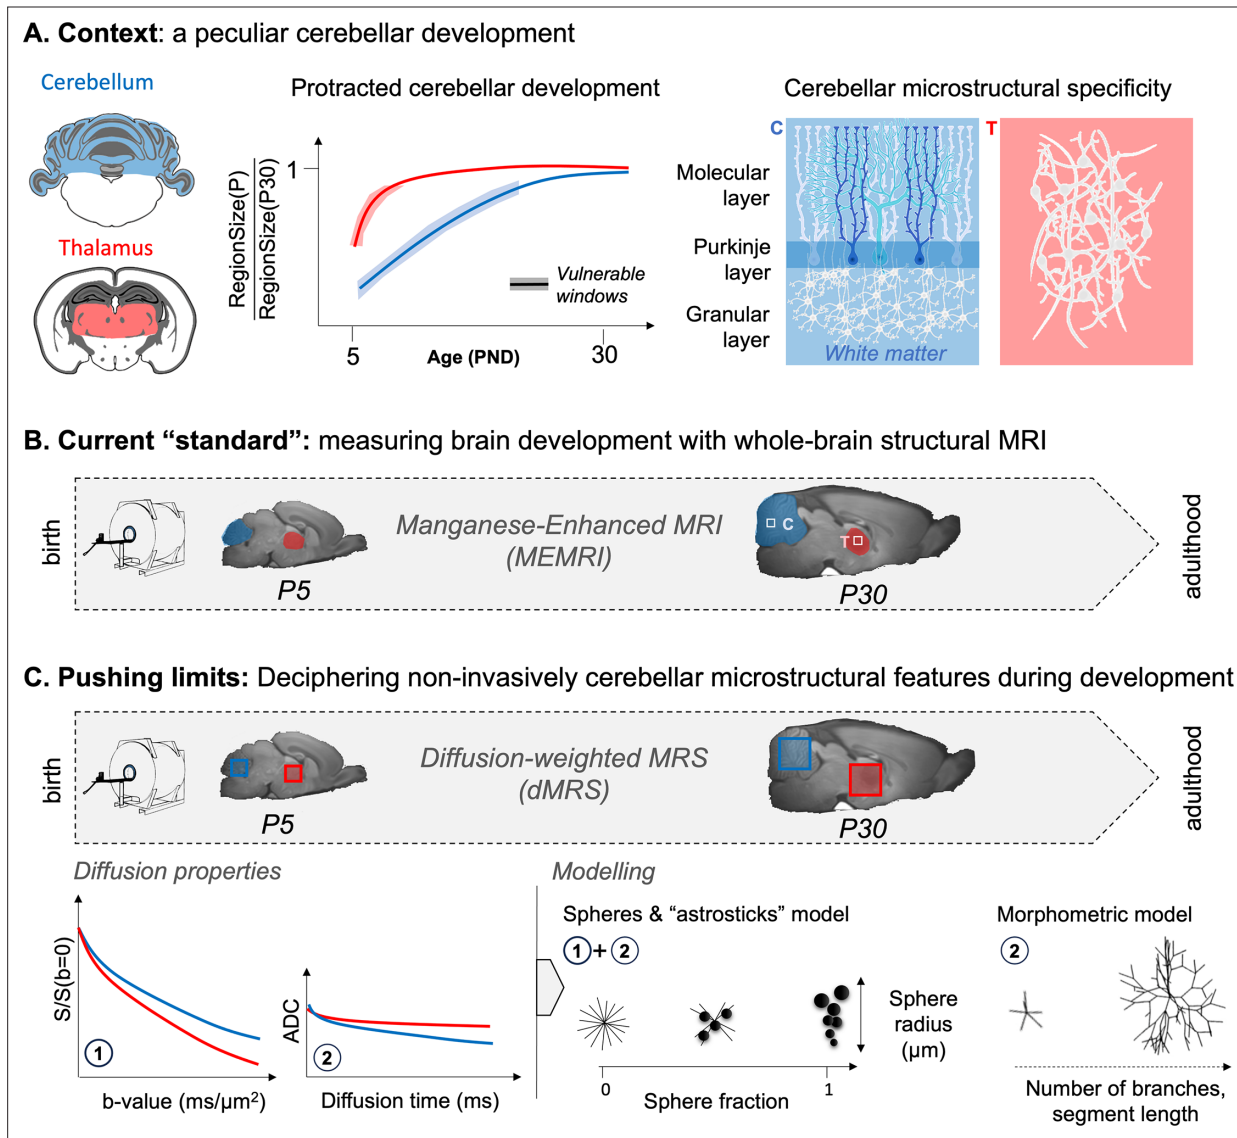 A. Context: a peculiar cerebellar development
Cerebellum
Thalamus
Protracted cerebellar development
RegionSize(P)
RegionSize(P30)
1
Vulnerable
windows
5
Age (PND)
30
Cerebellar microstructural specificity
C
T
Molecular
layer
Purkinje
layer
Granular
layer
White matter
B. Current “standard”: measuring brain development with whole-brain structural MRI
birth
P5
Manganese-Enhanced MRI
(MEMRI)
C
T
P30
adulthood
C. Pushing limits: Deciphering non-invasively cerebellar microstructural features during development
birth
P5
Diffusion-weighted MRS
(dMRS)
P30
adulthood
Diffusion properties
S/S(b=0)
1
b-value (ms/µm²)
ADC
2
Diffusion time (ms)
Modelling
Spheres & “astrosticks” model
1 + 2
Sphere
radius
(µm)
0
1
Sphere fraction
Morphometric model
2
Number of branches,
segment length